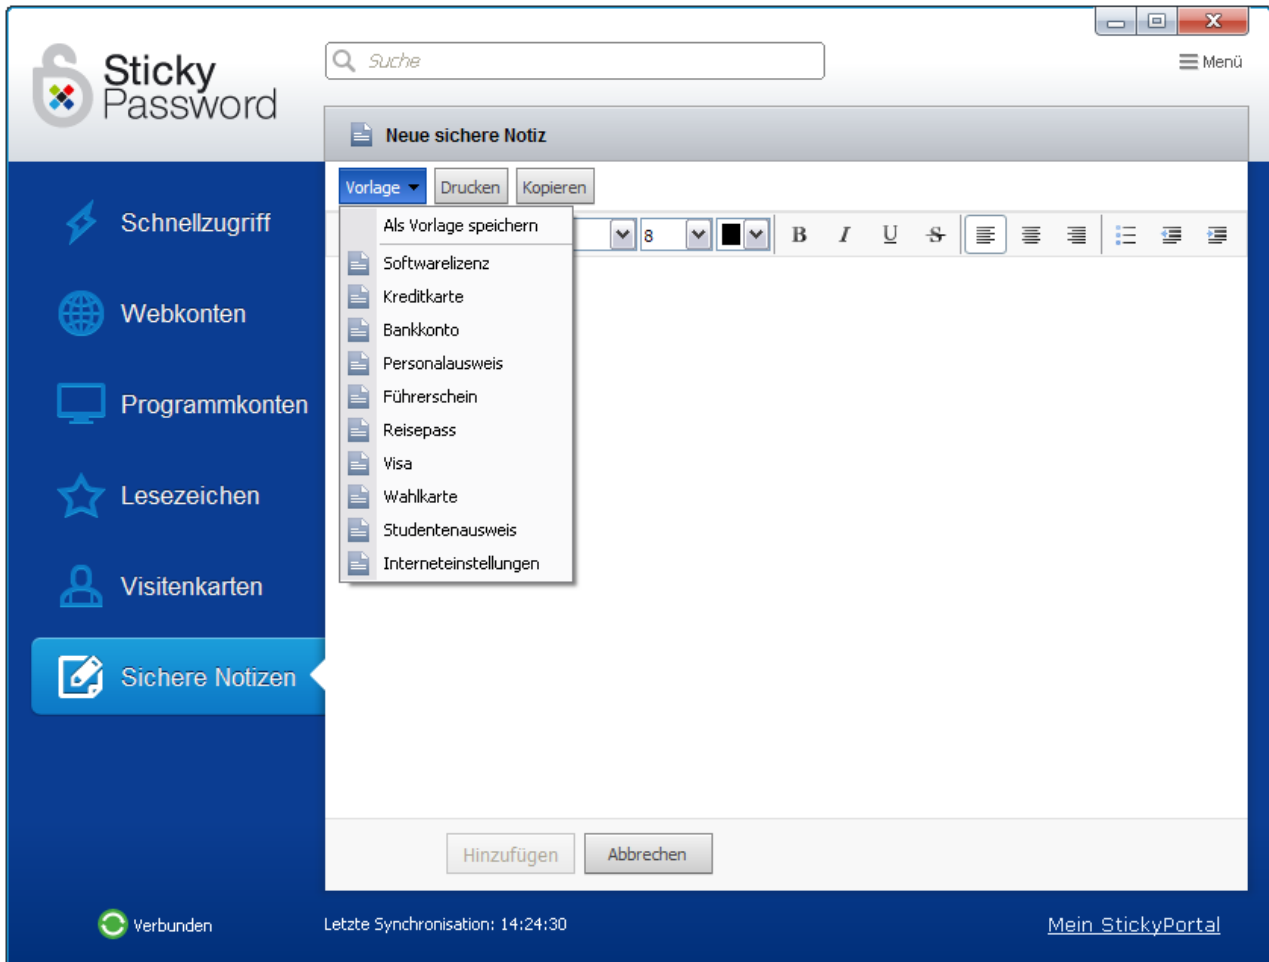 Sticky
Password
Suche
Menü
Neue sichere Notiz
Vorlage Drucken Kopieren
Als Vorlage speichern
8 B I U S
Softwarelizenz
Kreditkarte
Bankkonto
Personalausweis
Führerschein
Reisepass
Visa
Wahlkarte
Studentenausweis
Interneteinstellungen
Schnellzugriff
Webkonten
Programmkonten
Lesezeichen
Visitenkarten
Sichere Notizen
Hinzufügen Abbrechen
Verbunden Letzte Synchronisation: 14:24:30 Mein StickyPortal